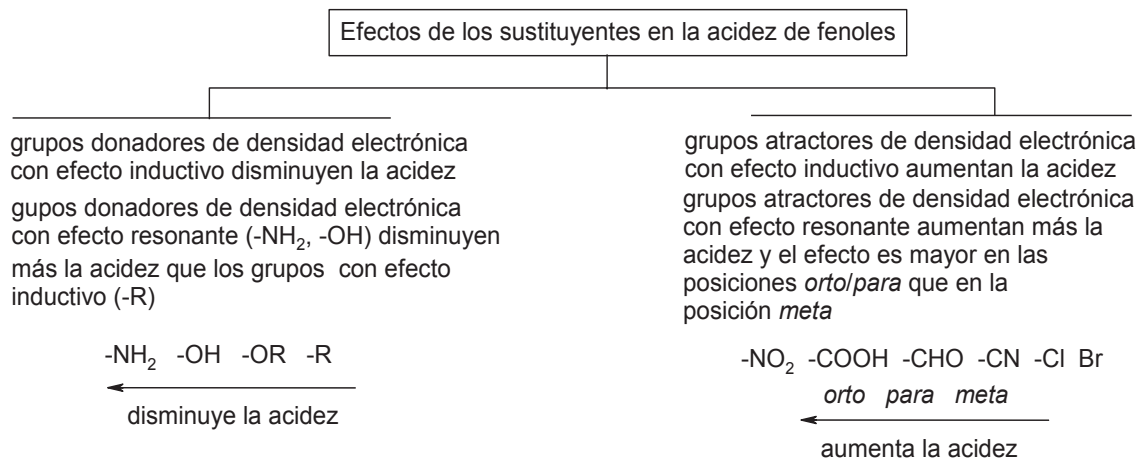 Efectos de los sustituyentes en la acidez de fenoles
grupos donadores de densidad electrónica
con efecto inductivo disminuyen la acidez
gupos donadores de densidad electrónica
con efecto resonante (-NH₂, -OH) disminuyen
más la acidez que los grupos con efecto
inductivo (-R)
-NH₂ -OH -OR -R
disminuye la acidez
grupos atractores de densidad electrónica
con efecto inductivo aumentan la acidez
grupos atractores de densidad electrónica
con efecto resonante aumentan más la
acidez y el efecto es mayor en las
posiciones orto/para que en la
posición meta
-NO₂ -COOH -CHO -CN -Cl Br
orto para meta
aumenta la acidez